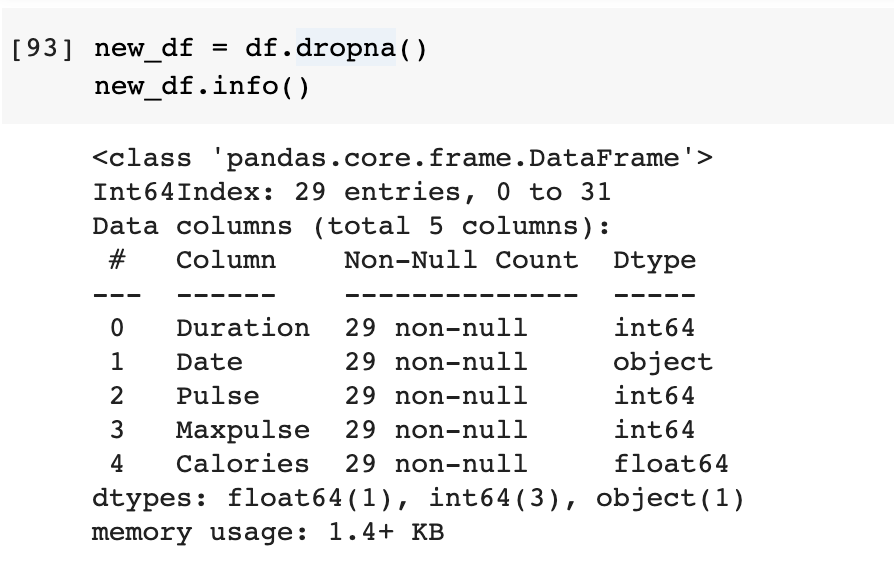 [93] new_df = df.dropna()
new_df.info()
<class 'pandas.core.frame.DataFrame'>
Int64Index: 29 entries, 0 to 31
Data columns (total 5 columns):
 #   Column    Non-Null Count  Dtype
---  ------    --------------  -----
 0   Duration  29 non-null     int64
 1   Date      29 non-null     object
 2   Pulse     29 non-null     int64
 3   Maxpulse  29 non-null     int64
 4   Calories  29 non-null     float64
dtypes: float64(1), int64(3), object(1)
memory usage: 1.4+ KB